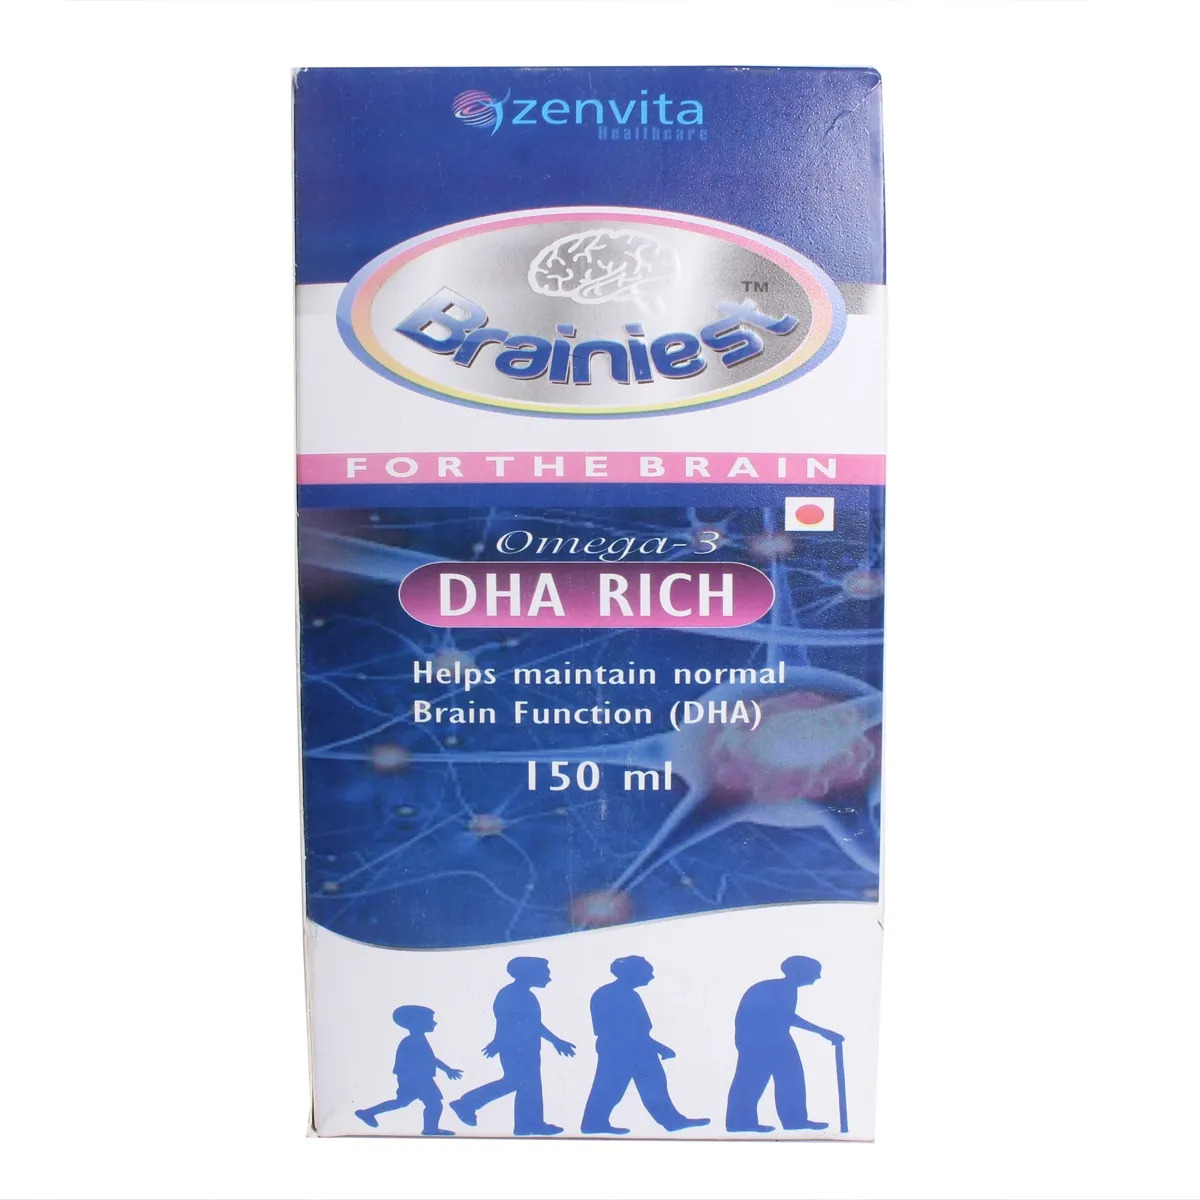 zenvita
Healthcare
TM
Brainiest
FOR THE BRAIN
Omega-3
DHA RICH
Helps maintain normal
Brain Function (DHA)
150 ml